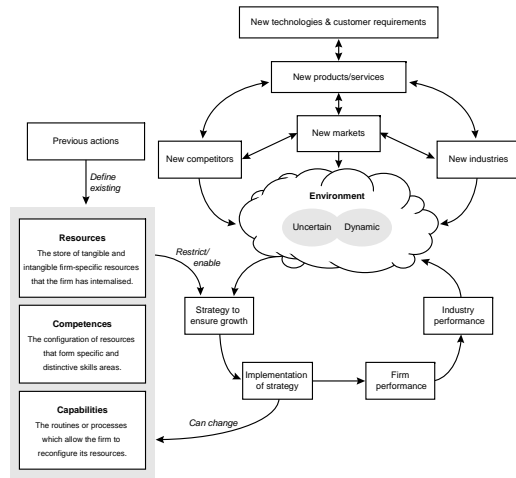 New technologies & customer requirements
New products/services
New markets
Previous actions
New competitors
New industries
Define
existing
Environment
Uncertain
Dynamic
Resources
The store of tangible and
intangible firm-specific resources
that the firm has internalised.
Restrict/
enable
Strategy to
ensure growth
Industry
performance
Competences
The configuration of resources
that form specific and
distinctive skills areas.
Implementation
of strategy
Firm
performance
Capabilities
The routines or processes
which allow the firm to
reconfigure its resources.
Can change